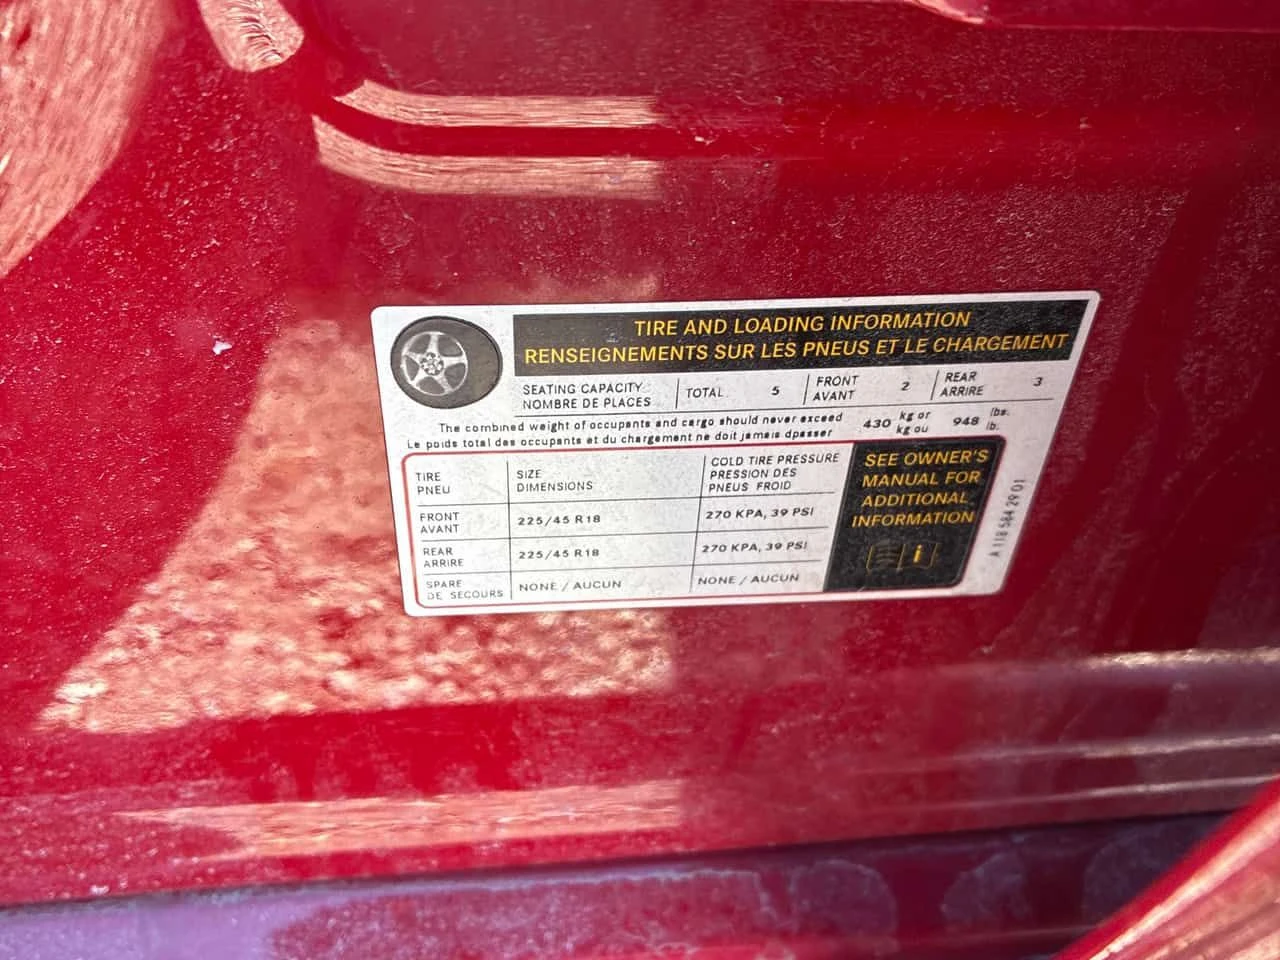 TIRE AND LOADING INFORMATION
RENSEIGNEMENTS SUR LES PNEUS ET LE CHARGEMENT
SEATING CAPACITY
NOMBRE DE PLACES
TOTAL 5
FRONT
AVANT
2
REAR
ARRIRE
3
The combined weight of occupants and cargo should never exceed
Le poids total des occupants et du chargement ne doit jamais dpasser
430 kg or
kg ou
948 lbs.
lb.
TIRE
PNEU
SIZE
DIMENSIONS
COLD TIRE PRESSURE
PRESSION DES
PNEUS FROID
FRONT
AVANT
225/45 R18
270 KPA, 39 PSI
REAR
ARRIRE
225/45 R18
270 KPA, 39 PSI
SPARE
DE SECOURS
NONE / AUCUN
NONE / AUCUN
SEE OWNER'S
MANUAL FOR
ADDITIONAL
INFORMATION
i
A 118 584 29 01